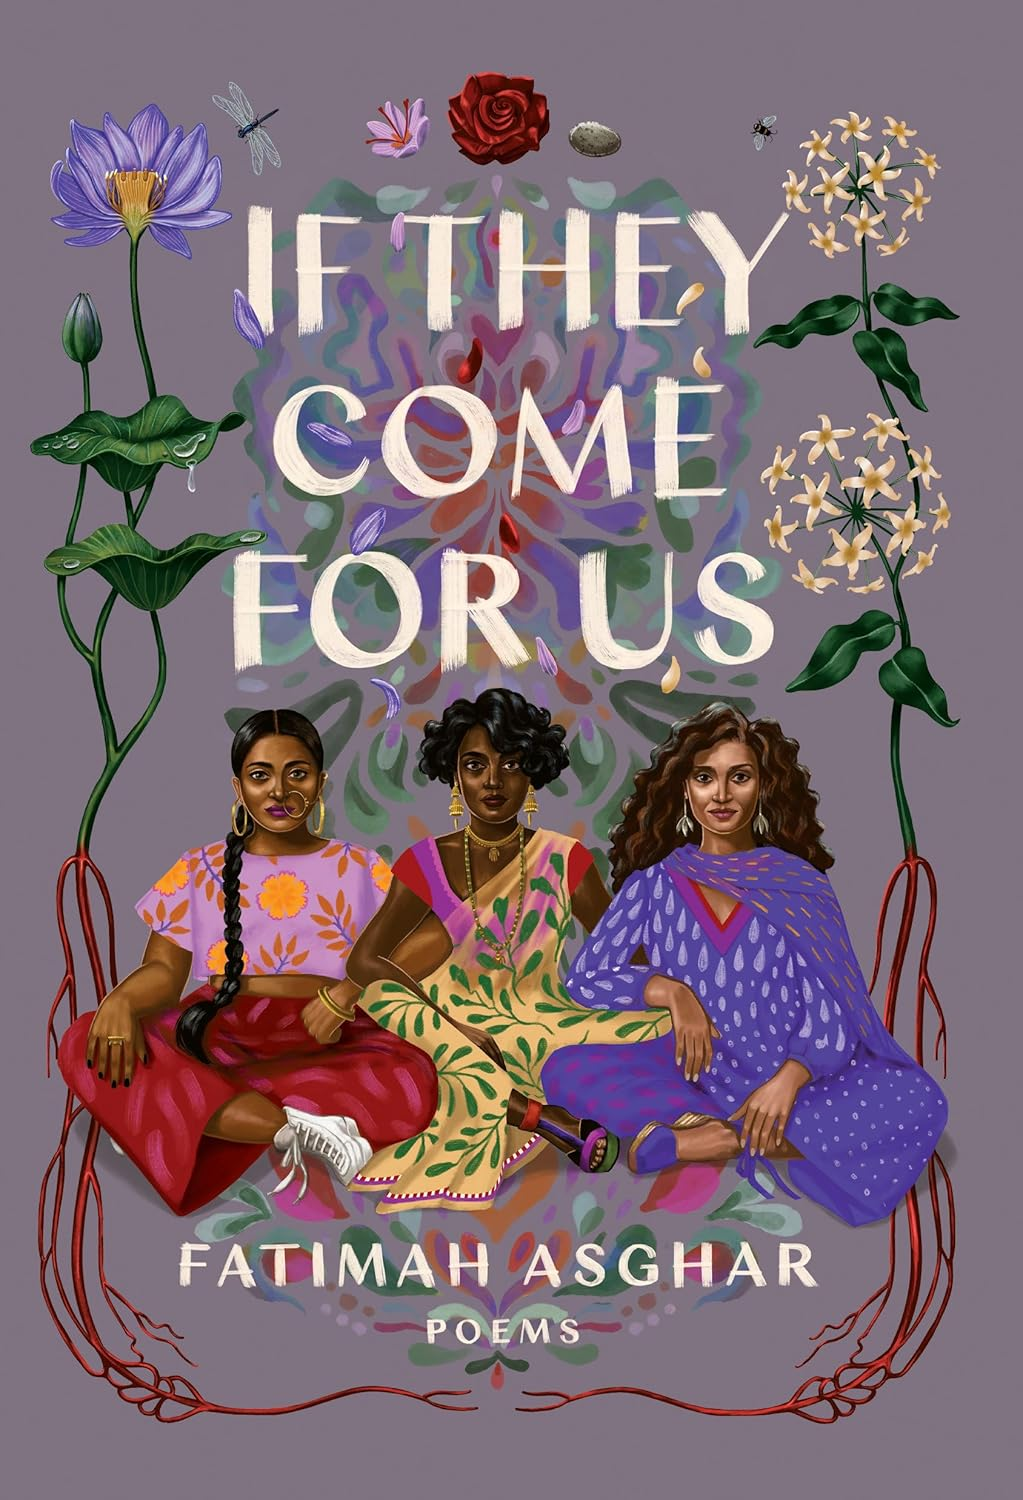 IF THEY
COME
FOR US
FATIMAH ASGHAR
POEMS